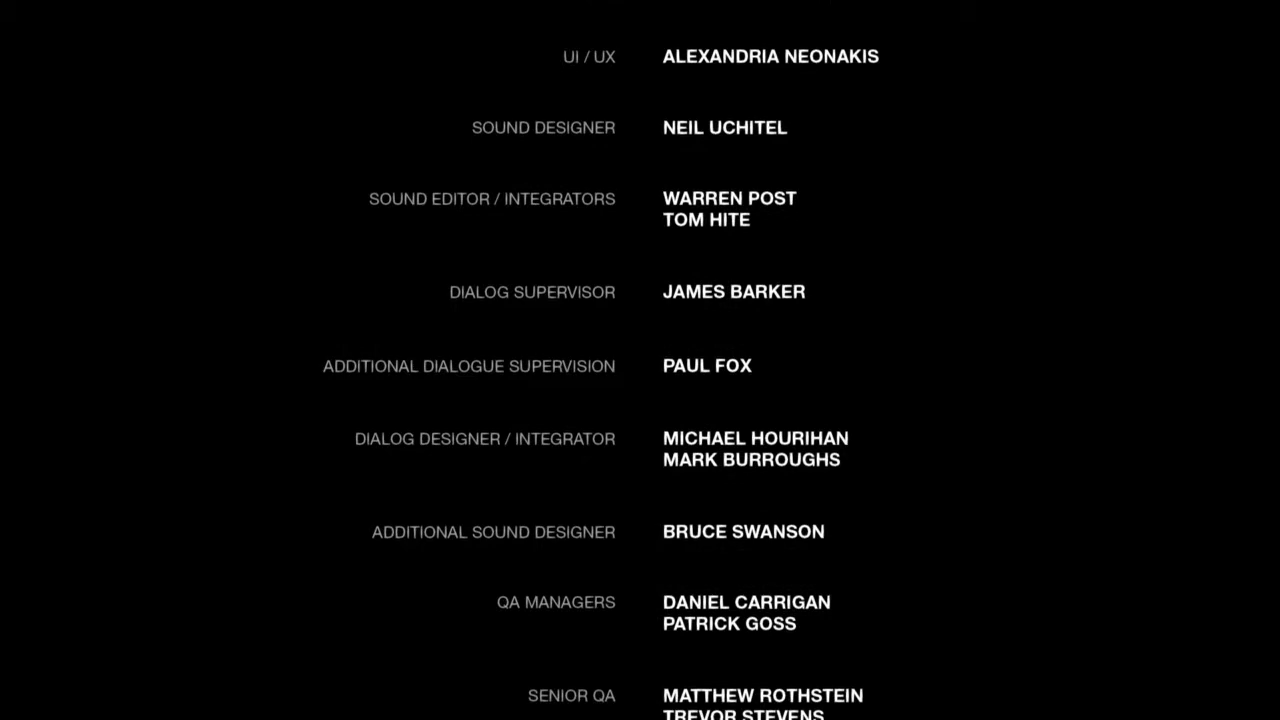 UI / UX ALEXANDRIA NEONAKIS
SOUND DESIGNER NEIL UCHITEL
SOUND EDITOR / INTEGRATORS WARREN POST
TOM HITE
DIALOG SUPERVISOR JAMES BARKER
ADDITIONAL DIALOGUE SUPERVISION PAUL FOX
DIALOG DESIGNER / INTEGRATOR MICHAEL HOURIHAN
MARK BURROUGHS
ADDITIONAL SOUND DESIGNER BRUCE SWANSON
QA MANAGERS DANIEL CARRIGAN
PATRICK GOSS
SENIOR QA MATTHEW ROTHSTEIN
TREVOR STEVENS